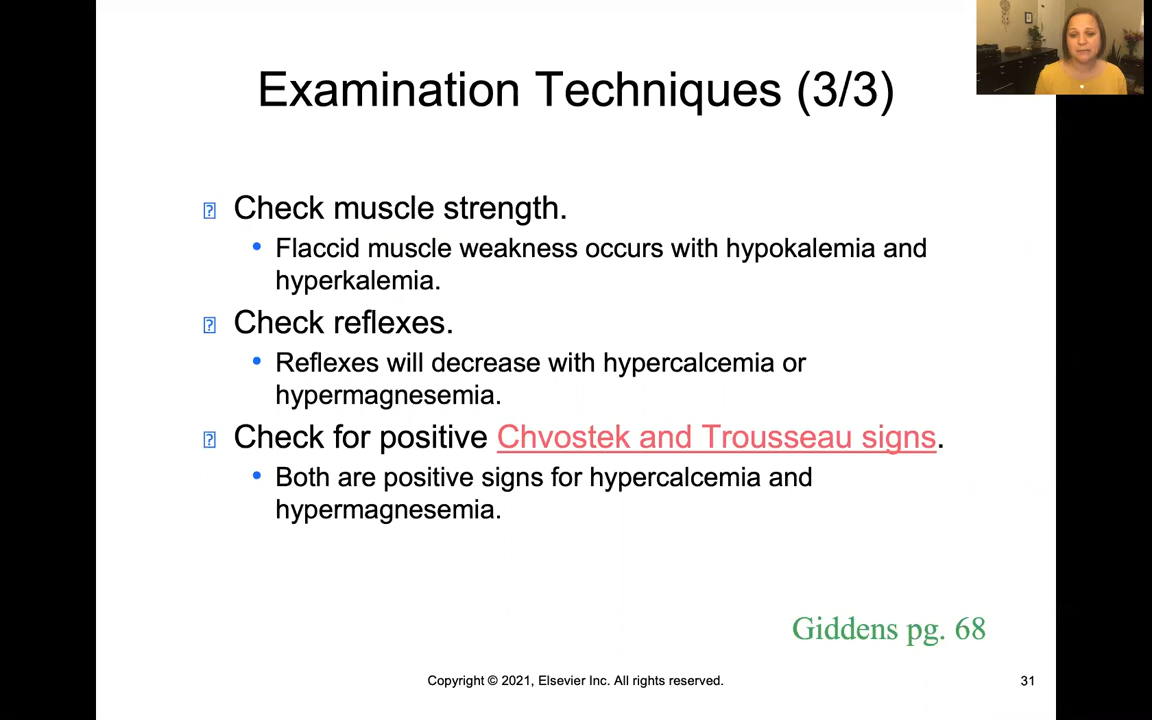 Examination Techniques (3/3)
Check muscle strength.
• Flaccid muscle weakness occurs with hypokalemia and
hyperkalemia.
Check reflexes.
• Reflexes will decrease with hypercalcemia or
hypermagnesemia.
Check for positive Chvostek and Trousseau signs.
• Both are positive signs for hypercalcemia and
hypermagnesemia.
Giddens pg. 68
Copyright © 2021, Elsevier Inc. All rights reserved.
31